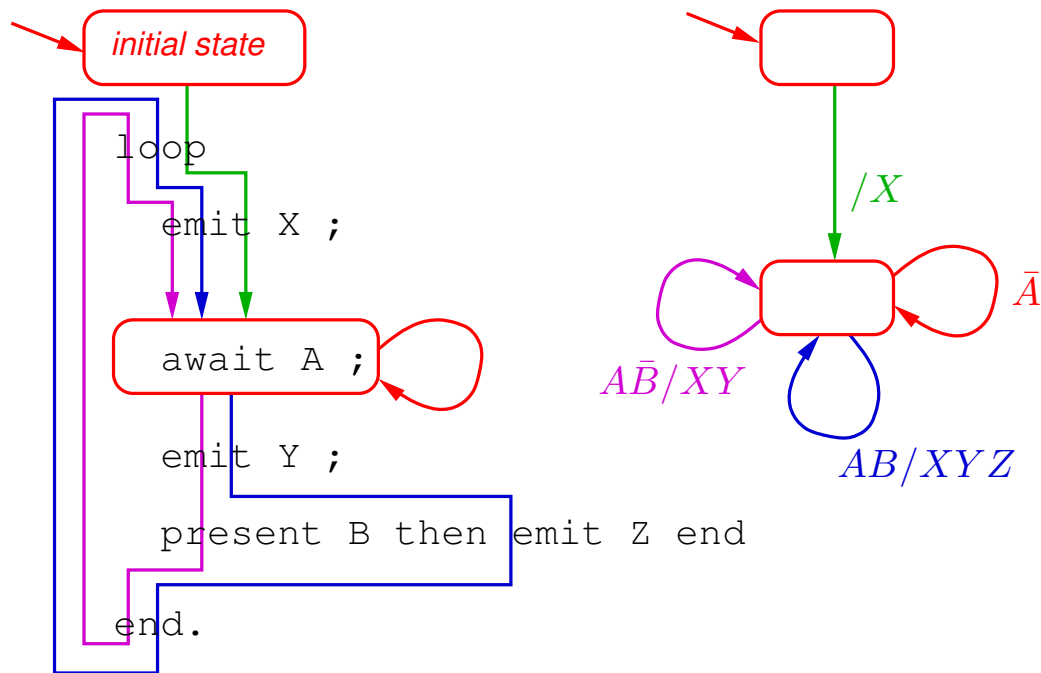 initial state
loop
emit X ;
await A ;
emit Y ;
present B then emit Z end
end.
/X
Ā
AB̄/XY
AB/XYZ